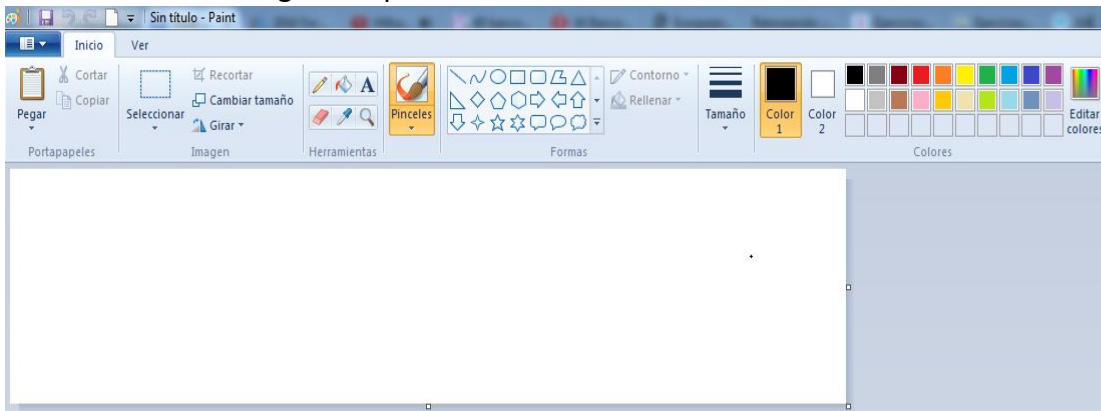 Sin título - Paint
Inicio Ver
Cortar
Copiar
Pegar
Seleccionar
Recortar
Cambiar tamaño
Girar
A
Pinceles
Contorno
Rellenar
Tamaño
Color 1
Color 2
Editar
colores
Portapapeles Imagen Herramientas Formas Colores